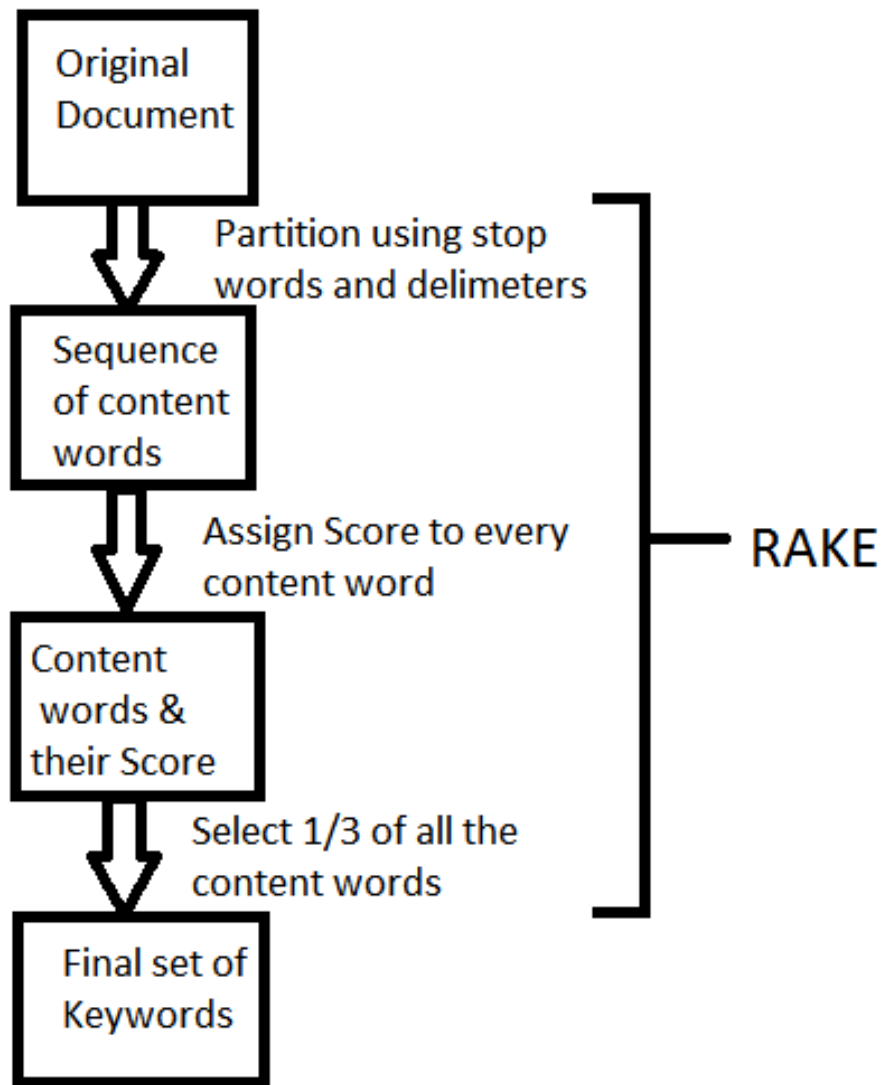 Original
Document
Partition using stop
words and delimeters
Sequence
of content
words
Assign Score to every
content word
RAKE
Content
words &
their Score
Select 1/3 of all the
content words
Final set of
Keywords